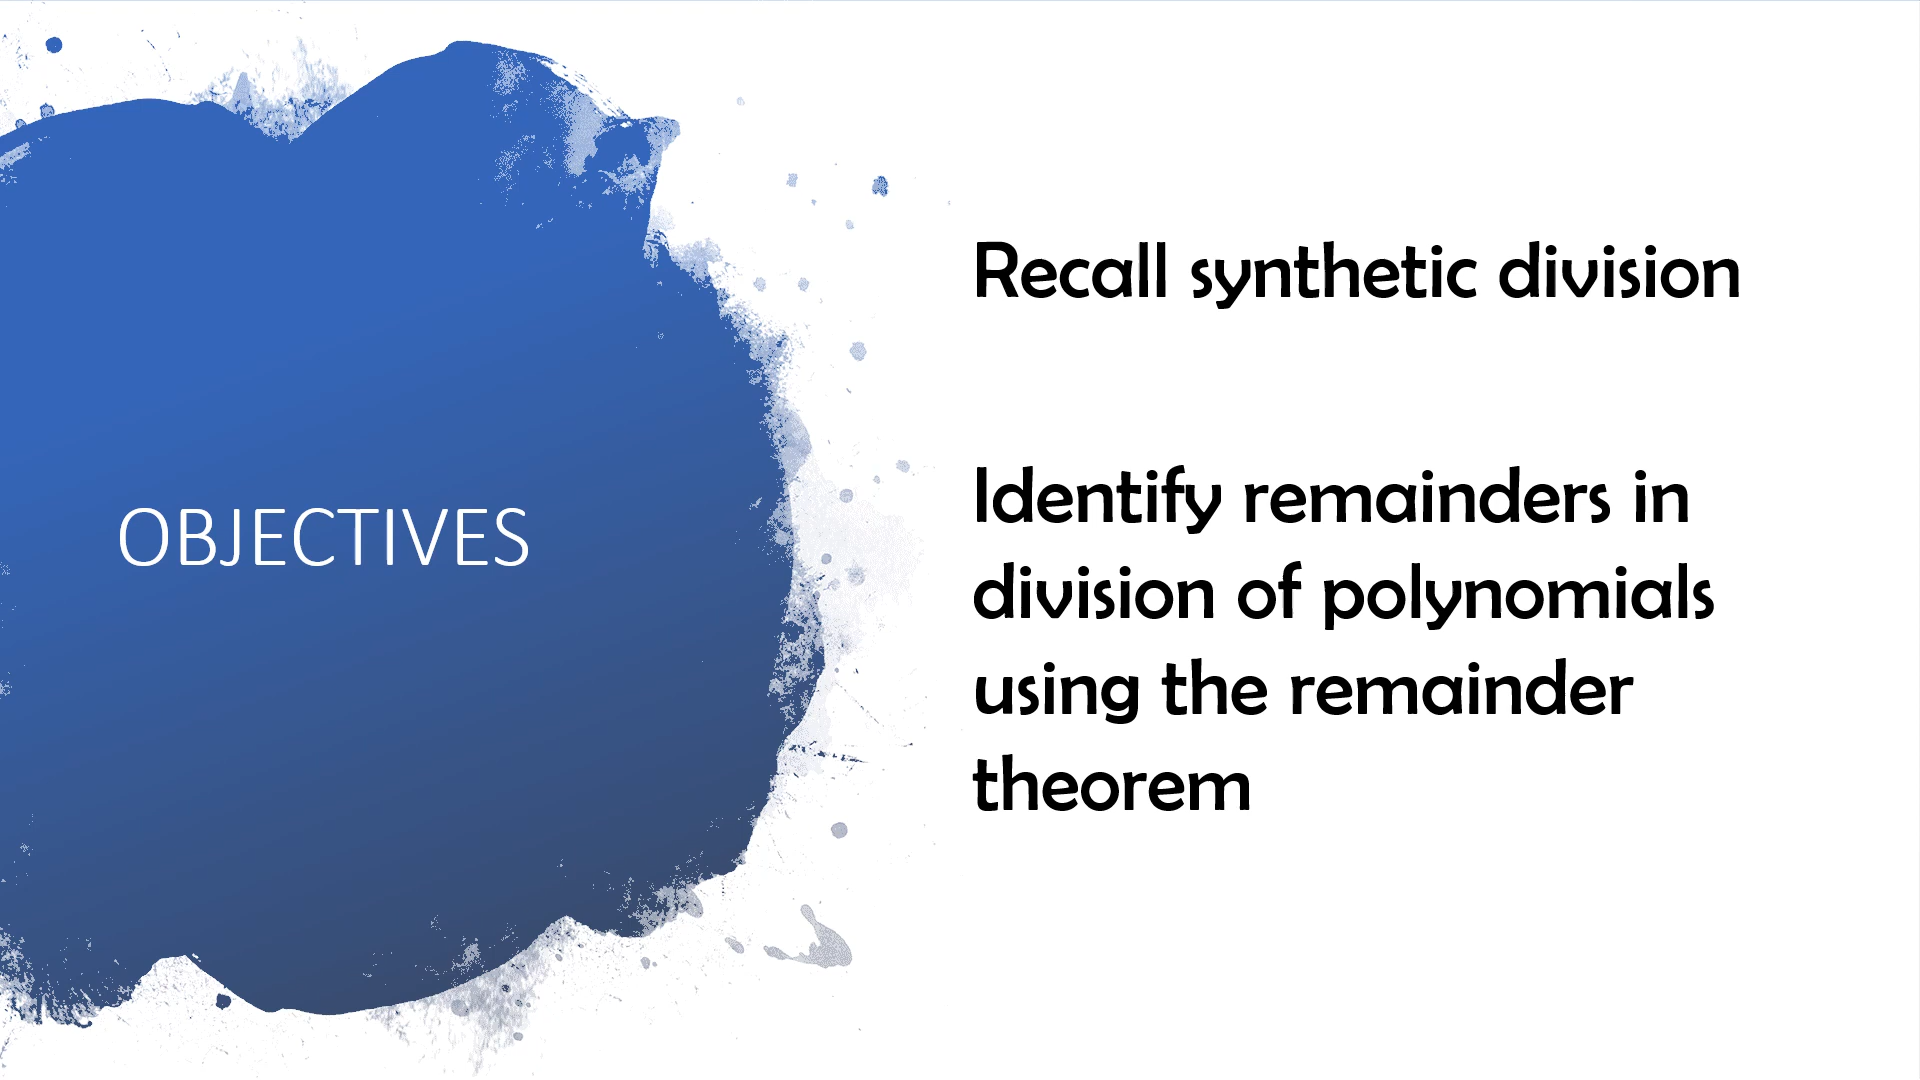 OBJECTIVES
Recall synthetic division
Identify remainders in
division of polynomials
using the remainder
theorem